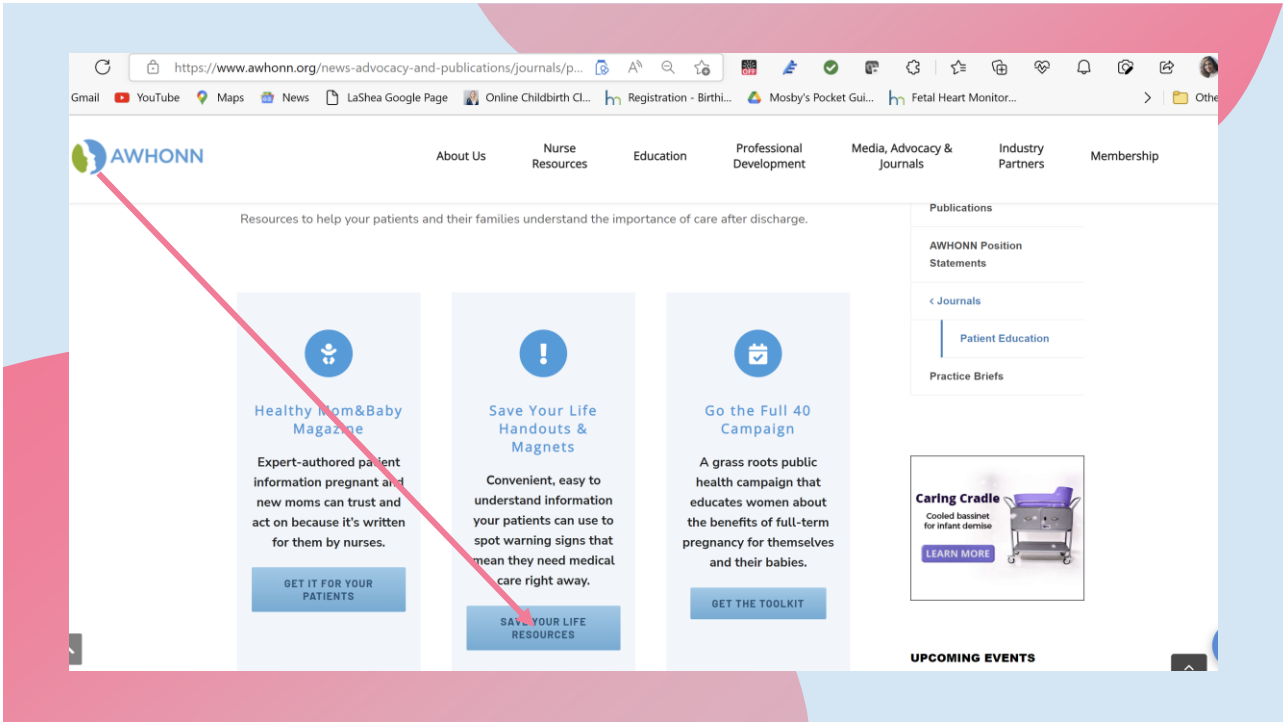 https://www.awhonn.org/news-advocacy-and-publications/journals/p...
OFF
Gmail YouTube Maps News LaShea Google Page Online Childbirth Cl... Registration - Birthi... Mosby's Pocket Gui... Fetal Heart Monitor... Othe
AWHONN
About Us
Nurse
Resources
Education
Professional
Development
Media, Advocacy &
Journals
Industry
Partners
Membership
Resources to help your patients and their families understand the importance of care after discharge.
Healthy Mom&Baby
Magazine
Expert-authored patient
information pregnant and
new moms can trust and
act on because it's written
for them by nurses.
GET IT FOR YOUR
PATIENTS
Save Your Life
Handouts &
Magnets
Convenient, easy to
understand information
your patients can use to
spot warning signs that
mean they need medical
care right away.
SAVE YOUR LIFE
RESOURCES
Go the Full 40
Campaign
A grass roots public
health campaign that
educates women about
the benefits of full-term
pregnancy for themselves
and their babies.
GET THE TOOLKIT
Publications
AWHONN Position
Statements
< Journals
Patient Education
Practice Briefs
Caring Cradle
Cooled bassinet
for infant demise
LEARN MORE
UPCOMING EVENTS